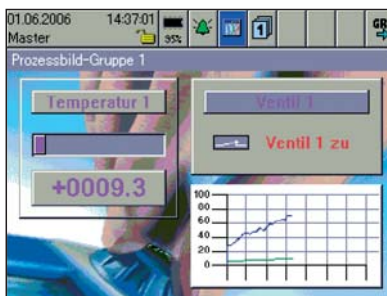 01.06.2006 14:37:01
Master 95% 1 GR
Prozessbild-Gruppe 1
Temperatur 1
Ventil 1
Ventil 1 zu
+0009.3
100
80
60
40
20
0